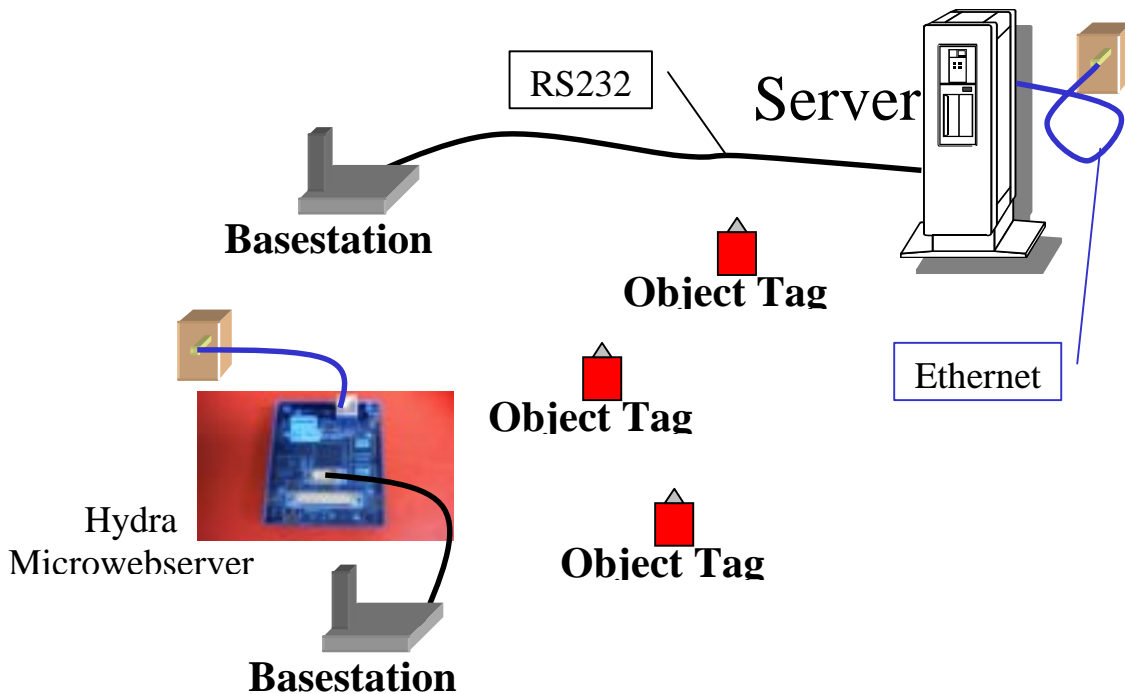 RS232
Server
Basestation
Object Tag
Ethernet
Object Tag
Hydra
Microwebserver
Object Tag
Basestation